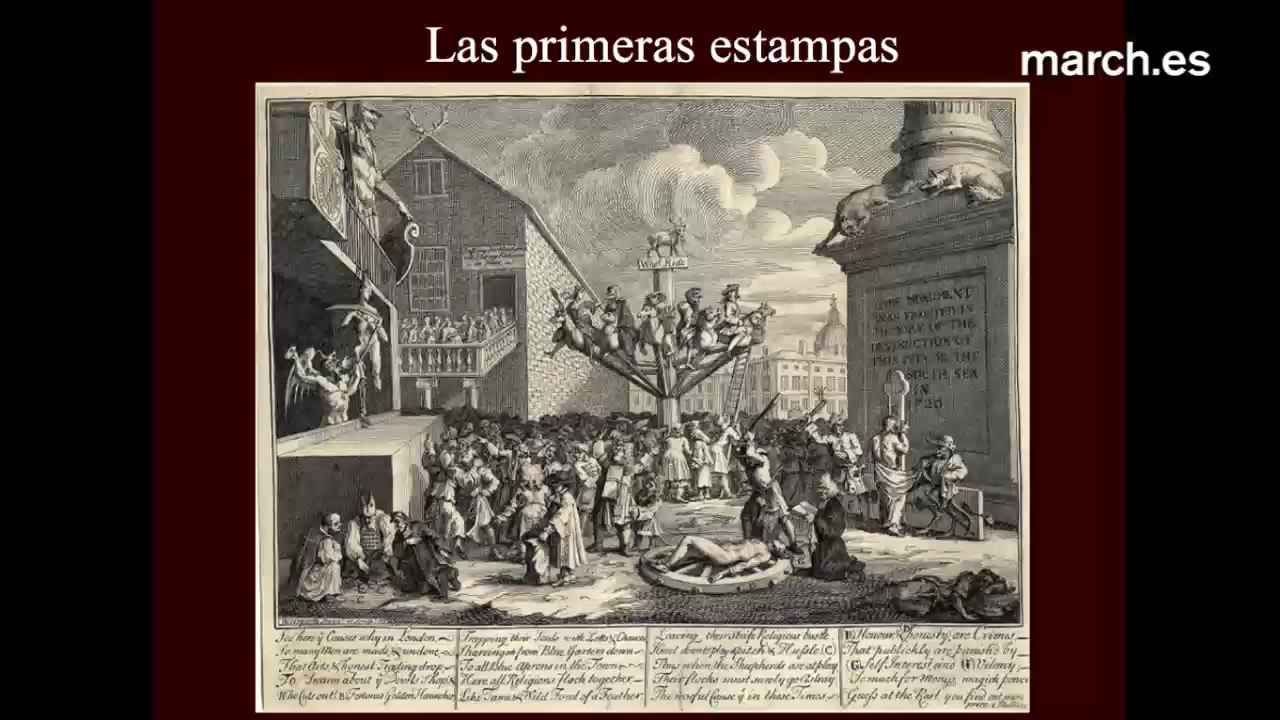 Las primeras estampas
march.es
Who'l Ride
THIS MONUMENT
WAS ERECTED IN
MEMORY OF THE
DESTRUCTION OF
THIS CITY BY THE
SOUTH SEA
IN
1720
See here ẏ Causes why in London,
So many Men are made & undone,
That Arts & honest Trading drop,
To Swarm about ẏ Devils Shop,
Who Cuts out (B) Fortunes Golden Haunches
Trapping their Souls with Lotts & Chances
Sharing em from Blue Garters down
To all Blue Aprons in the Town
Here all Religions flock together
Like Tame & Wild Fowl of a Feather
Leaving their strife Religious bustle
Kneel down to play at pitch & Hussle (C)
Thus when the Sheepherds are at play
Their flocks must surely go Astray
The woeful Cause ẏ in these Times
(E) Honour & honesty, are Crimes,
That publickly are punish'd by
(G) Self Interest and (F) Vilany
So much for Monys magick power
Guess at the Rest you find out more
price 1 Shilling